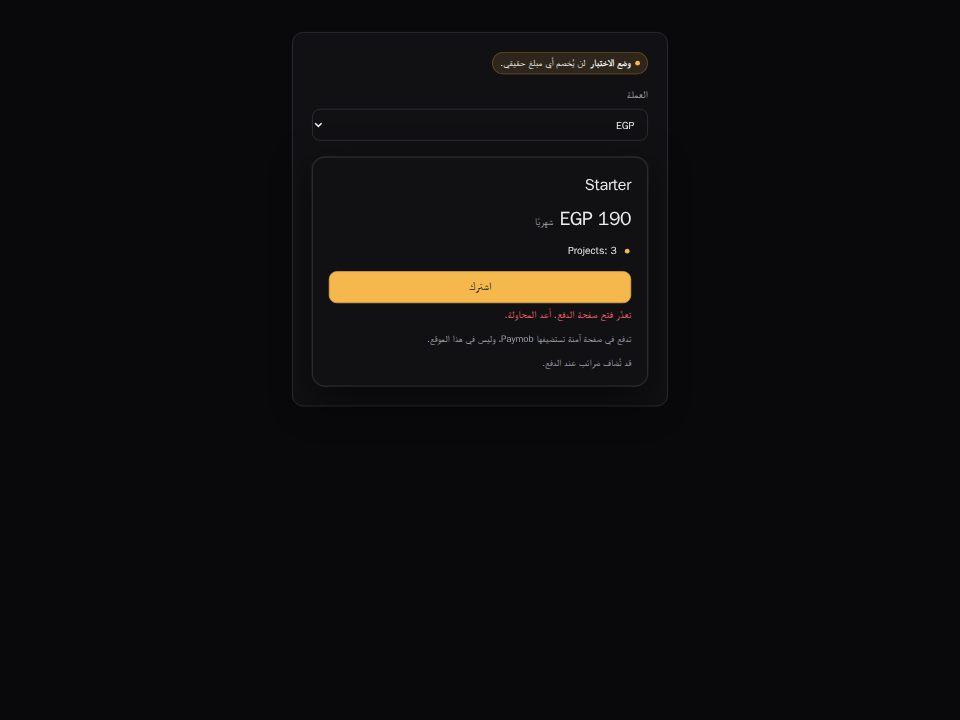 وضع الاختبار لن يُخصم أي مبلغ حقيقي.
العملة
EGP
Starter
EGP 190 شهريًا
Projects: 3
اشترك
تعذّر فتح صفحة الدفع. أعد المحاولة.
تدفع في صفحة آمنة تستضيفها Paymob، وليس في هذا الموقع.
قد تُضاف ضرائب عند الدفع.